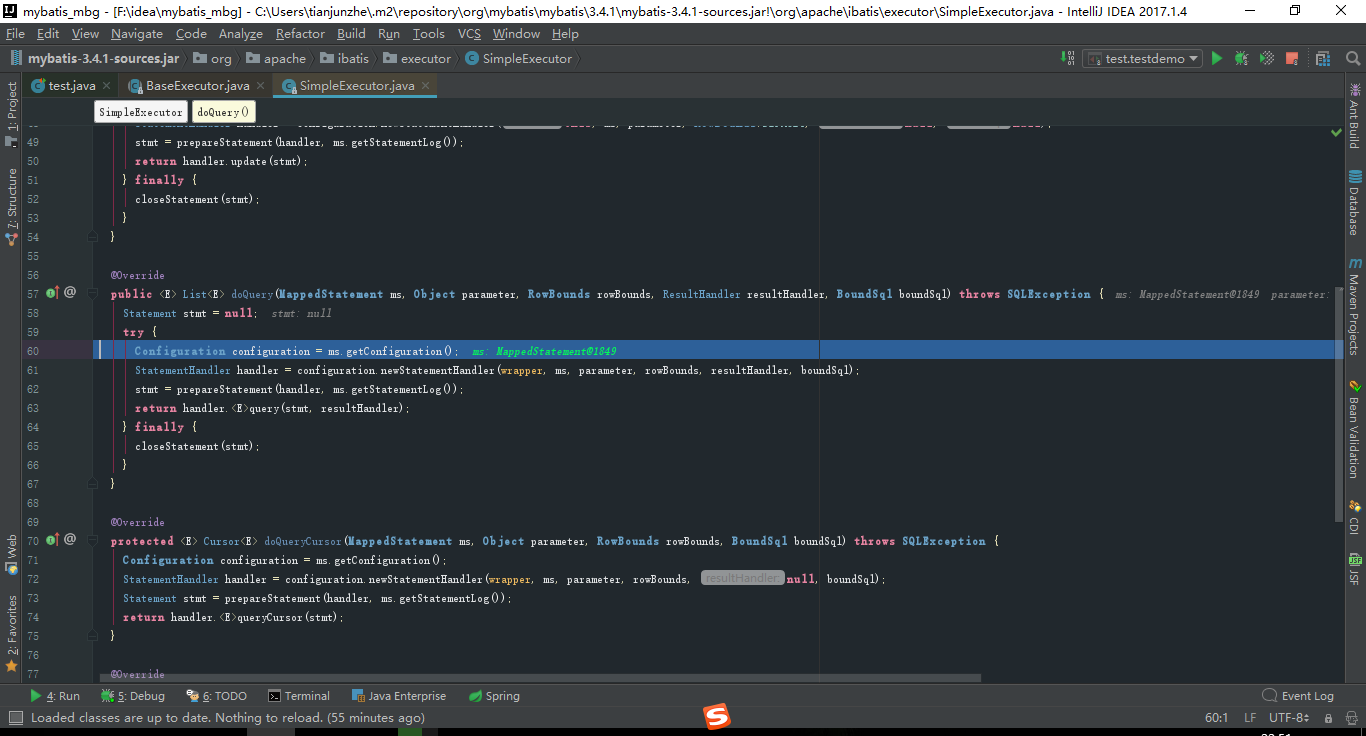 mybatis_mbg - [F:\idea\mybatis_mbg] - C:\Users\tianjunzhe\.m2\repository\org\mybatis\mybatis\3.4.1\mybatis-3.4.1-sources.jar!\org\apache\ibatis\executor\SimpleExecutor.java - IntelliJ IDEA 2017.1.4
File Edit View Navigate Code Analyze Refactor Build Run Tools VCS Window Help
mybatis-3.4.1-sources.jar org apache ibatis executor SimpleExecutor test.testdemo
test.java BaseExecutor.java SimpleExecutor.java
SimpleExecutor doQuery()
49 stmt = prepareStatement(handler, ms.getStatementLog());
50 return handler.update(stmt);
51 } finally {
52 closeStatement(stmt);
53 }
54 }
55
56 @Override
57 public <E> List<E> doQuery(MappedStatement ms, Object parameter, RowBounds rowBounds, ResultHandler resultHandler, BoundSql boundSql) throws SQLException { ms: MappedStatement@1849 parameter:
58 Statement stmt = null; stmt: null
59 try {
60 Configuration configuration = ms.getConfiguration(); ms: MappedStatement@1849
61 StatementHandler handler = configuration.newStatementHandler(wrapper, ms, parameter, rowBounds, resultHandler, boundSql);
62 stmt = prepareStatement(handler, ms.getStatementLog());
63 return handler.<E>query(stmt, resultHandler);
64 } finally {
65 closeStatement(stmt);
66 }
67 }
68
69 @Override
70 protected <E> Cursor<E> doQueryCursor(MappedStatement ms, Object parameter, RowBounds rowBounds, BoundSql boundSql) throws SQLException {
71 Configuration configuration = ms.getConfiguration();
72 StatementHandler handler = configuration.newStatementHandler(wrapper, ms, parameter, rowBounds, resultHandler: null, boundSql);
73 Statement stmt = prepareStatement(handler, ms.getStatementLog());
74 return handler.<E>queryCursor(stmt);
75 }
76
77 @Override
1: Project
7: Structure
Web
2: Favorites
Ant Build
Database
Maven Projects
Bean Validation
CDI
JSF
4: Run 5: Debug 6: TODO Terminal Java Enterprise Spring Event Log
Loaded classes are up to date. Nothing to reload. (55 minutes ago) 60:1 LF UTF-8